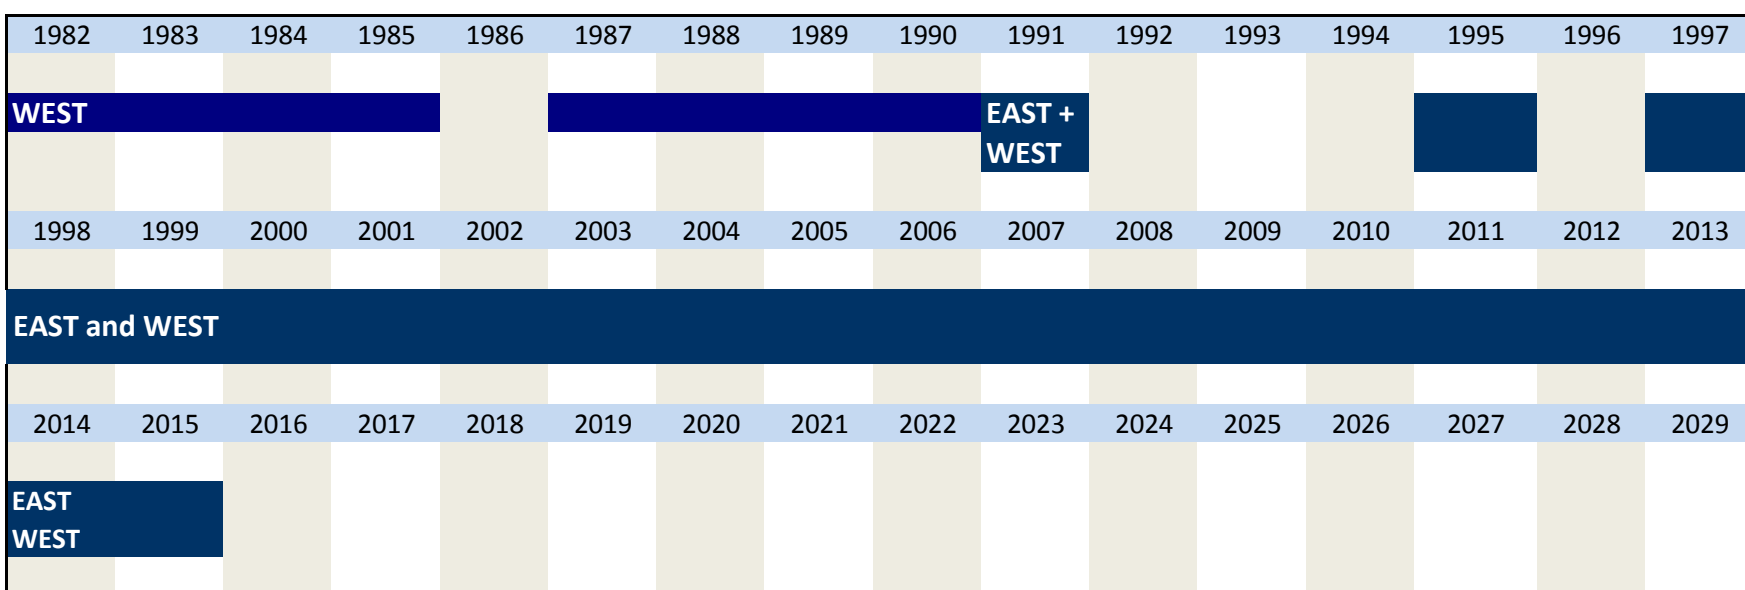 1982 1983 1984 1985 1986 1987 1988 1989 1990 1991 1992 1993 1994 1995 1996 1997
WEST EAST +
WEST
1998 1999 2000 2001 2002 2003 2004 2005 2006 2007 2008 2009 2010 2011 2012 2013
EAST and WEST
2014 2015 2016 2017 2018 2019 2020 2021 2022 2023 2024 2025 2026 2027 2028 2029
EAST
WEST